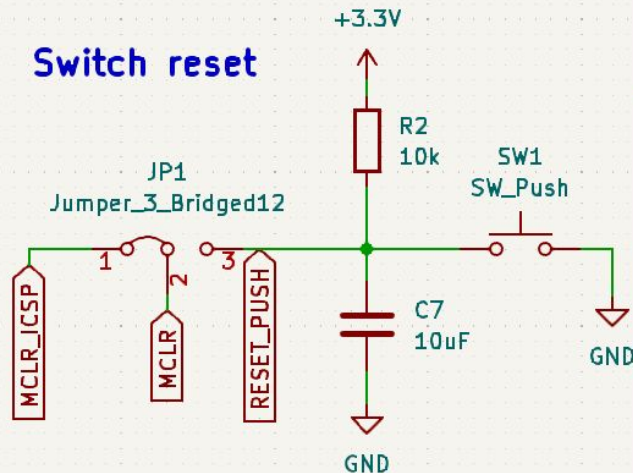 +3.3V
Switch reset
R2
10k
JP1
Jumper_3_Bridged12
SW1
SW_Push
1
2
3
MCLR_ICSP
MCLR
RESET_PUSH
C7
10uF
GND
GND